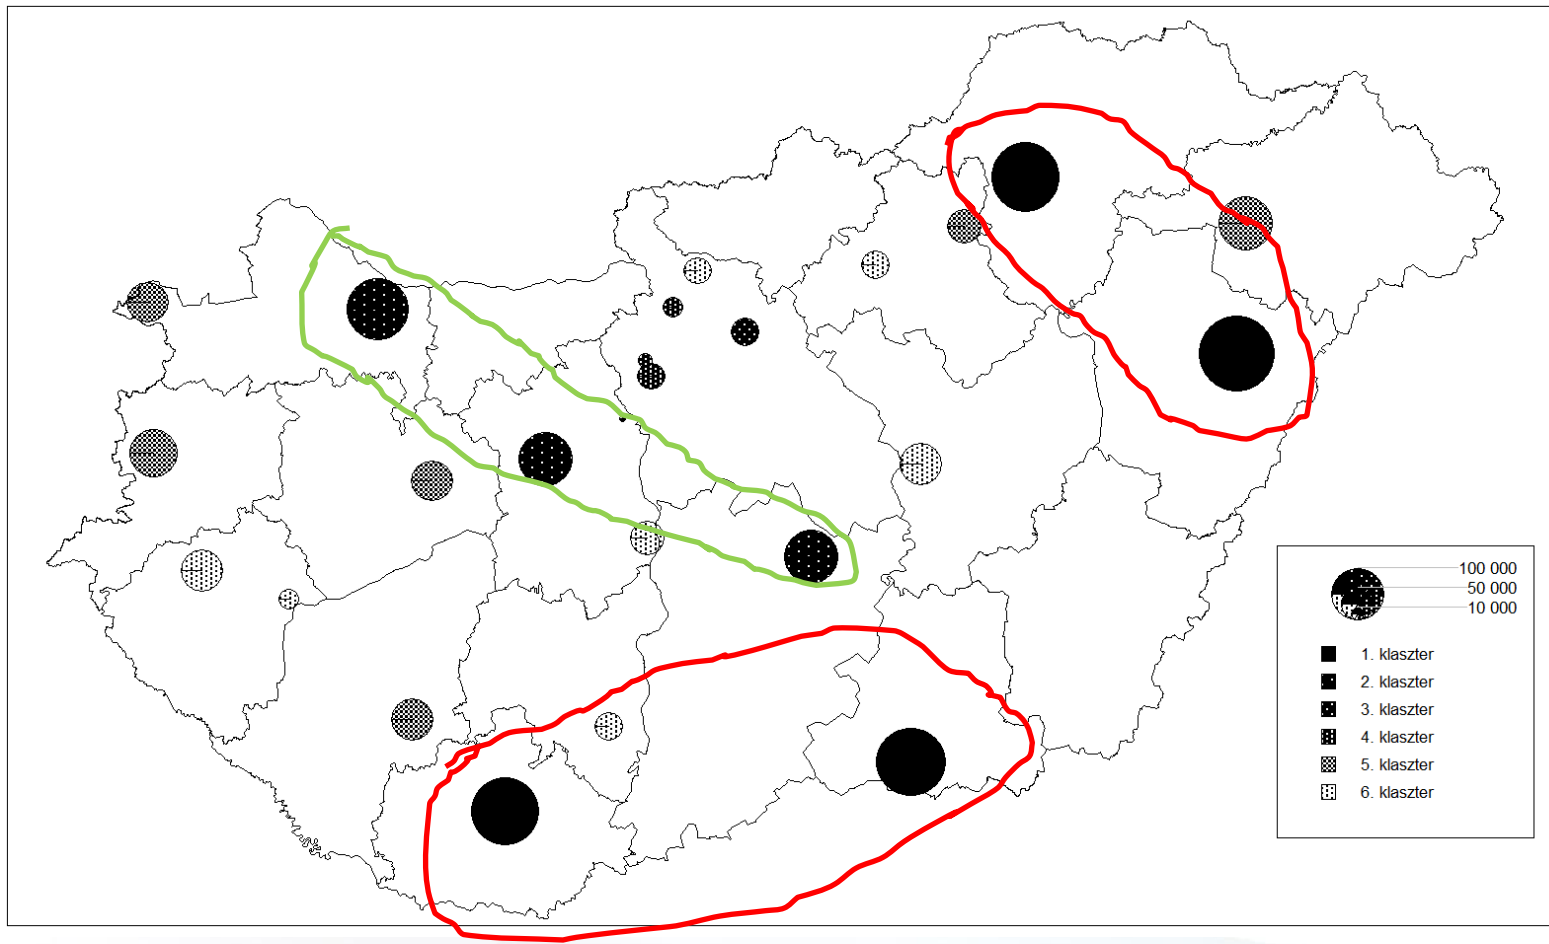 100 000
50 000
10 000
1. klaszter
2. klaszter
3. klaszter
4. klaszter
5. klaszter
6. klaszter